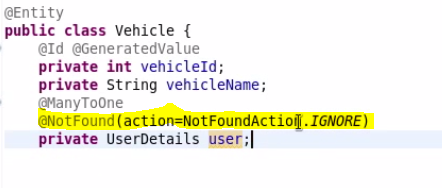 @Entity
public class Vehicle {
@Id @GeneratedValue
private int vehicleId;
private String vehicleName;
@ManyToOne
@NotFound(action=NotFoundAction.IGNORE)
private UserDetails user;